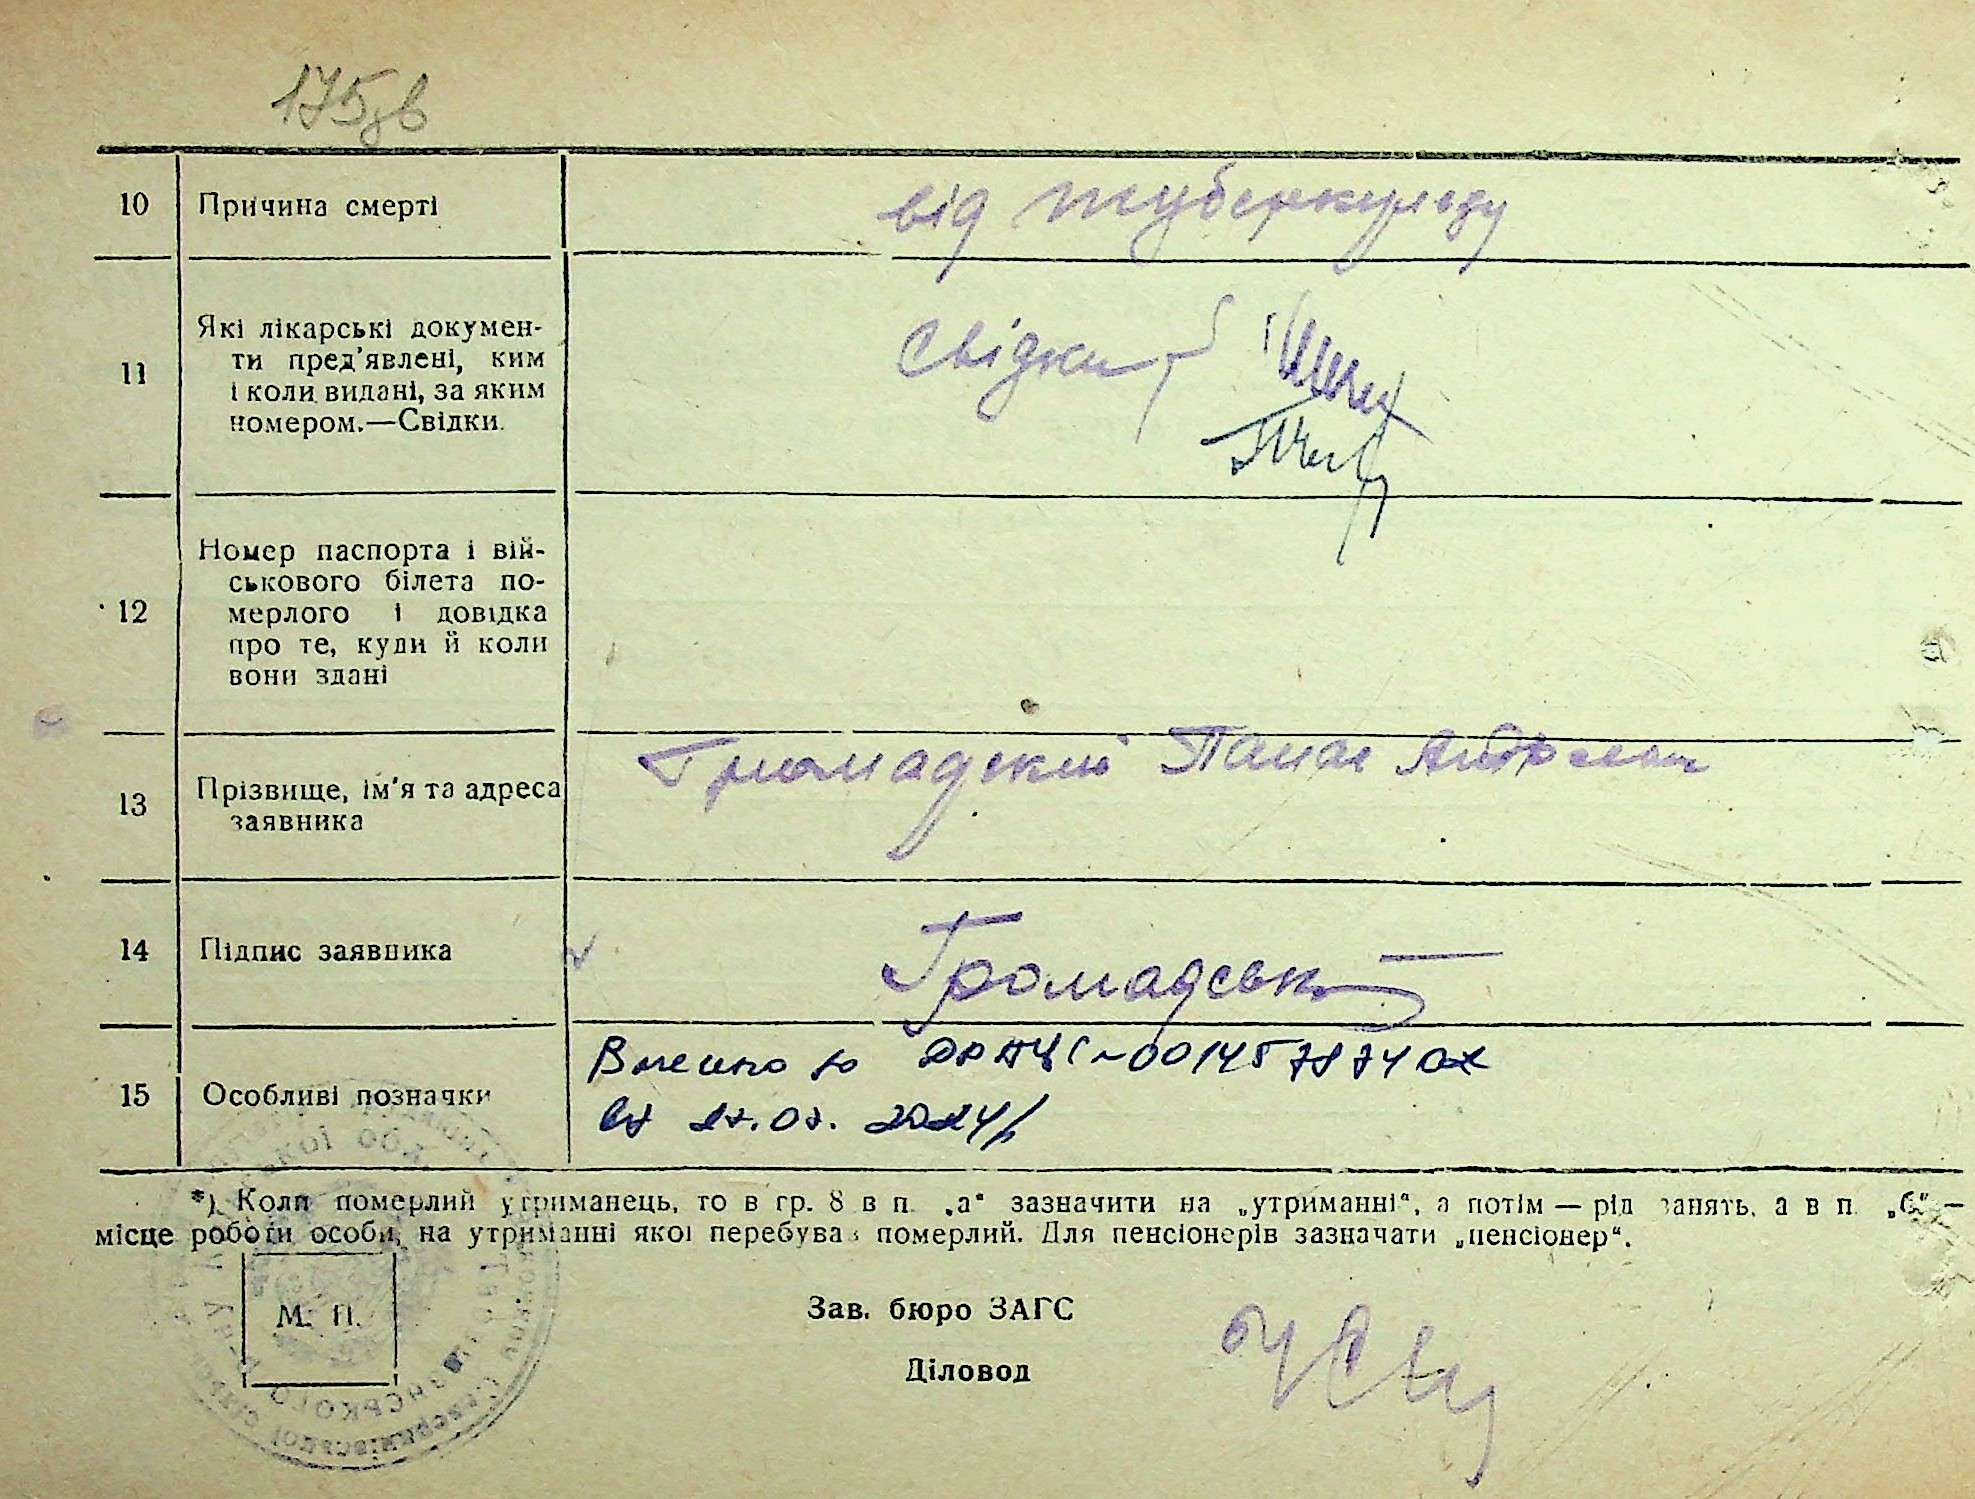 175зв
10 Причина смерті від туберкульозу
11 Які лікарські докумен-
ти пред'явлені, ким
і коли видані, за яким
номером.—Свідки.
Свідки
12 Номер паспорта і вій-
ськового білета по-
мерлого і довідка
про те, куди й коли
вони здані
13 Прізвище, ім'я та адреса
заявника
Громадский Панас
14 Підпис заявника Громадськ
15 Особливі позначки
Внесено до ДРАЦС
*) Коли померлий утриманець, то в гр. 8 в п. „а“ зазначити на „утриманні“, а потім — рід занять, а в п. „б“ —
місце роботи особи, на утриманні якої перебував померлий. Для пенсіонерів зазначати „пенсіонер“.
М. П.
Зав. бюро ЗАГС
Діловод